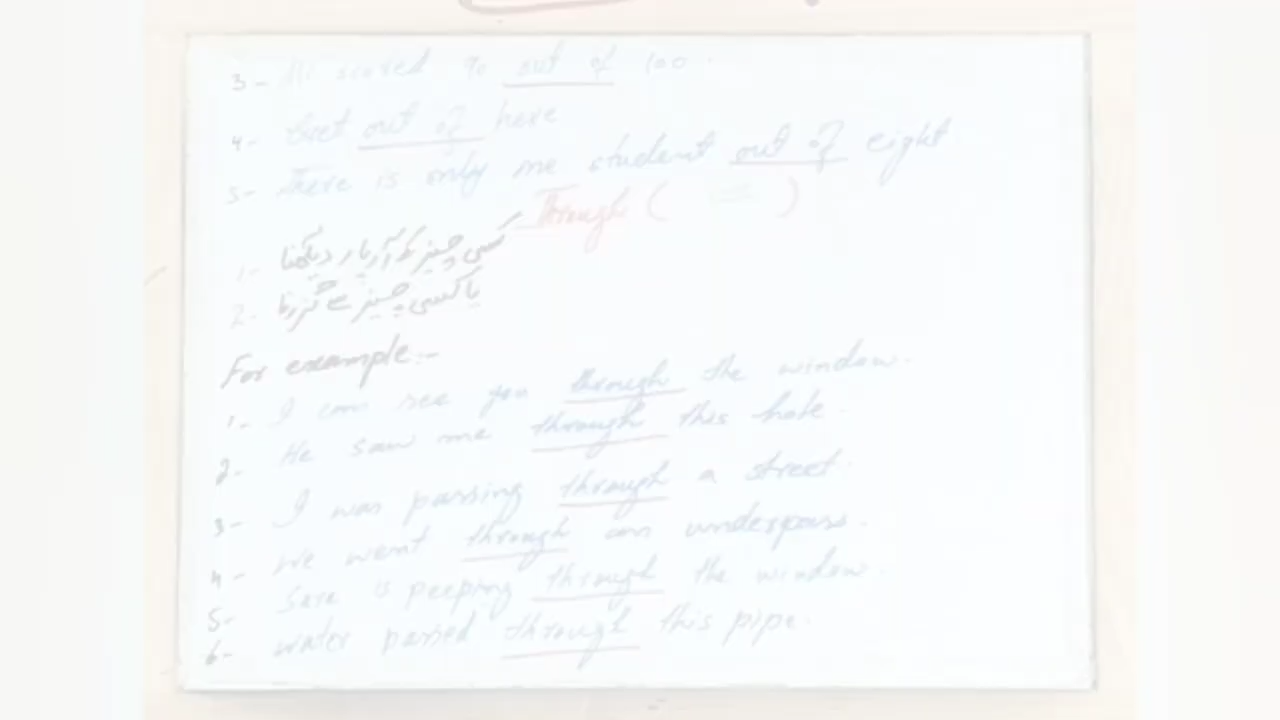 3- Ali scored 90 out of 100.
4- Get out of here
5- There is only one student out of eight.
Through ( )
1- کسی چیز کو آر پار دیکھنا
2- یا کسی چیز سے گزرنا
For example:-
1- I can see you through the window.
2- He saw me through this hole.
3- I was passing through a street.
4- we went through an underpass.
5- Sara is peeping through the window.
6- water passed through this pipe.